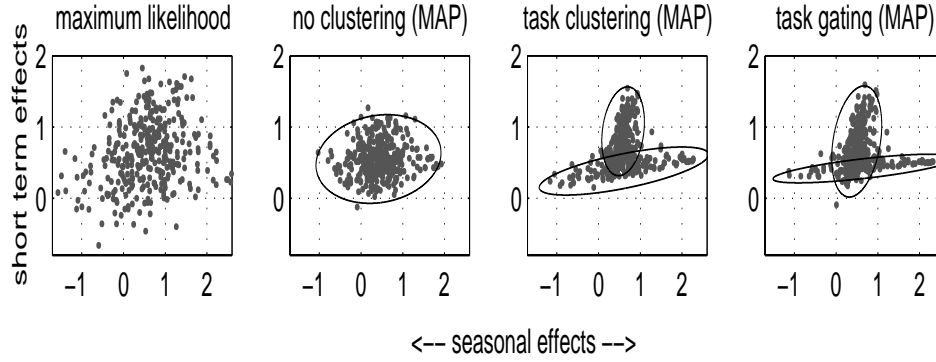 maximum likelihood
no clustering (MAP)
task clustering (MAP)
task gating (MAP)
short term effects
2
1
0
−1 0 1 2
2
1
0
−1 0 1 2
2
1
0
−1 0 1 2
2
1
0
−1 0 1 2
<−− seasonal effects −−>